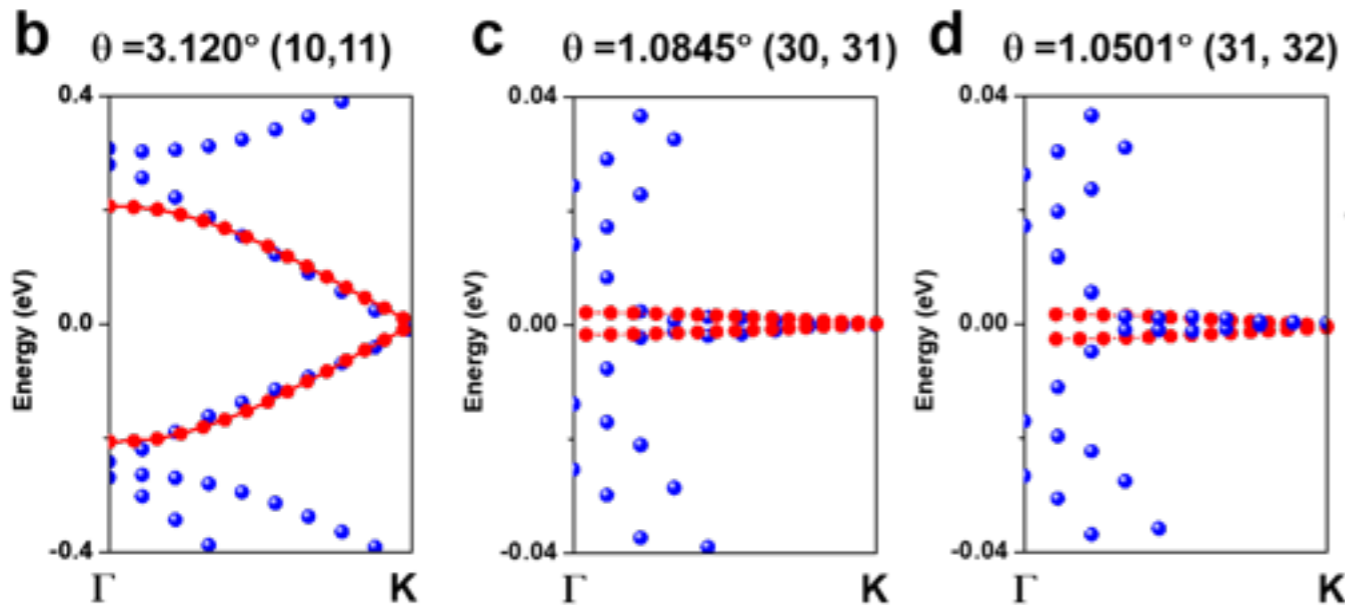 b θ =3.120° (10,11)
0.4
0.0
-0.4
Energy (eV)
Γ K
c θ =1.0845° (30, 31)
0.04
0.00
-0.04
Energy (eV)
Γ K
d θ =1.0501° (31, 32)
0.04
0.00
-0.04
Energy (eV)
Γ K